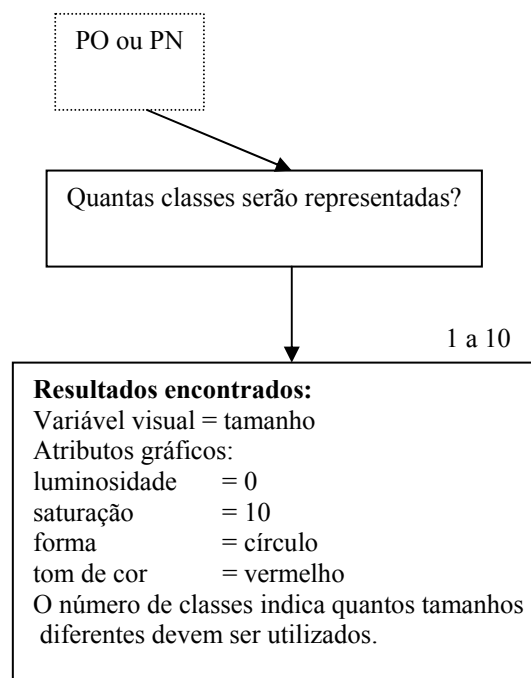 PO ou PN
Quantas classes serão representadas?
1 a 10
Resultados encontrados:
Variável visual = tamanho
Atributos gráficos:
luminosidade = 0
saturação = 10
forma = círculo
tom de cor = vermelho
O número de classes indica quantos tamanhos
diferentes devem ser utilizados.